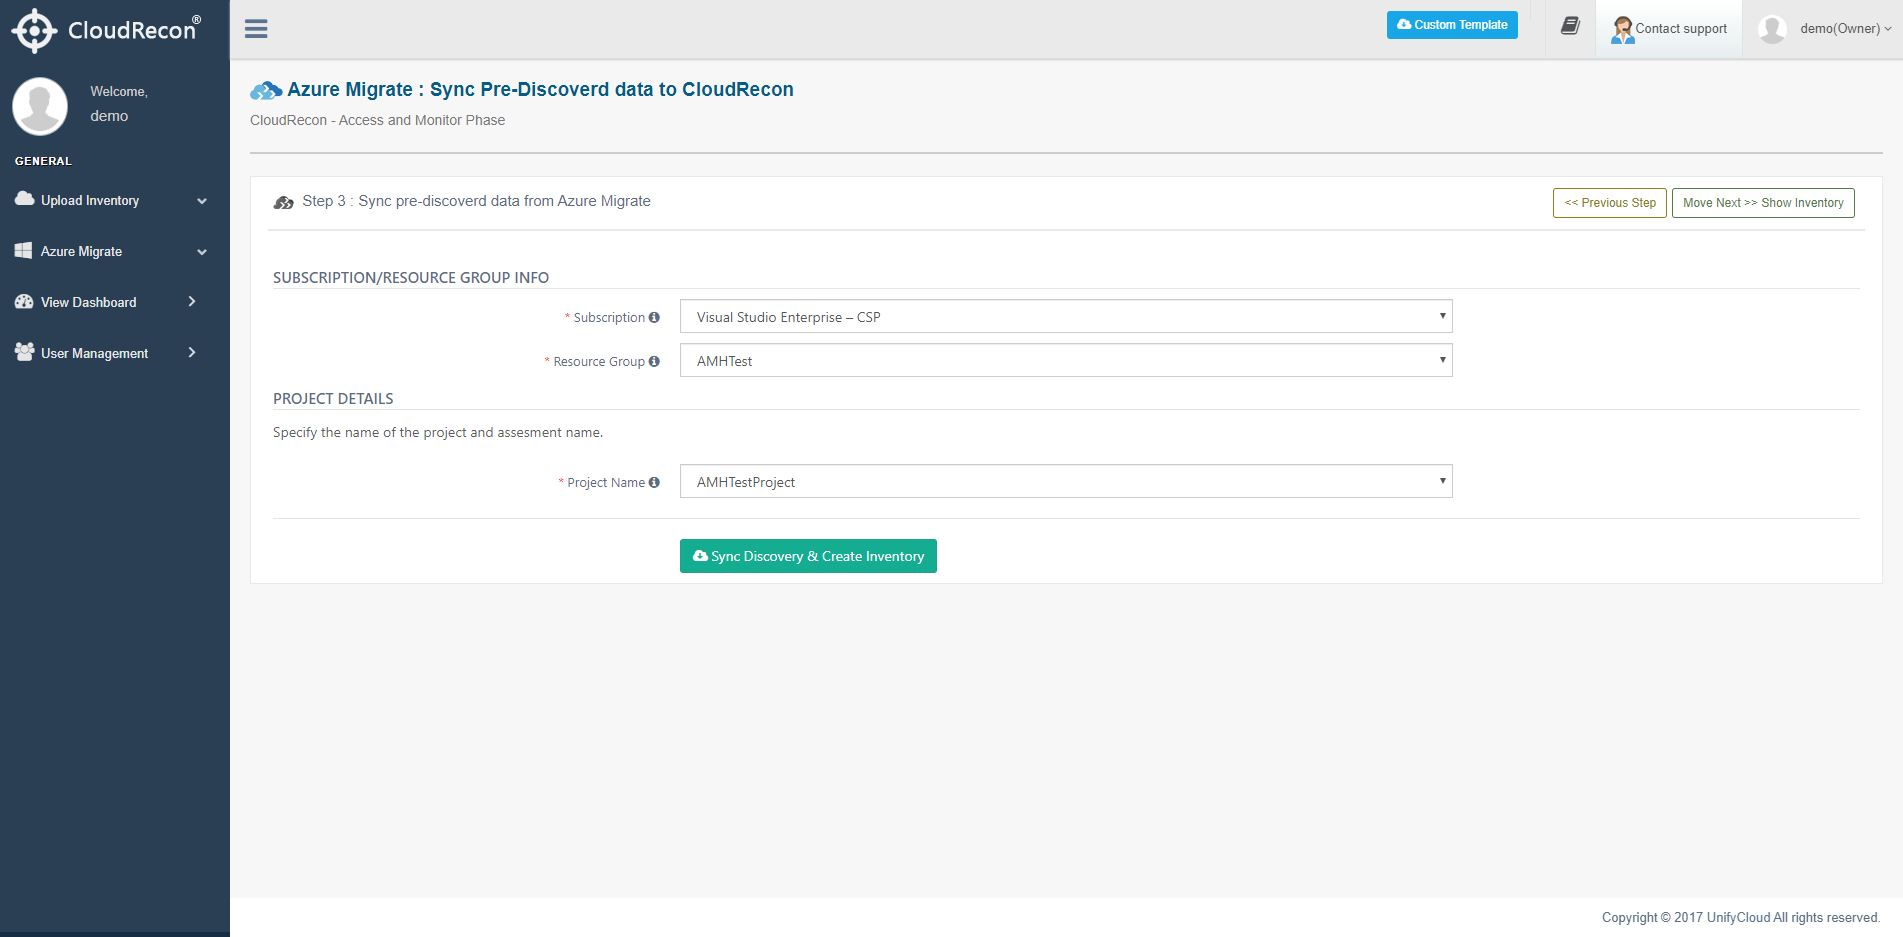 CloudRecon®
Custom Template
Contact support
demo(Owner)
Welcome,
demo
GENERAL
Upload Inventory
Azure Migrate
View Dashboard
User Management
Azure Migrate : Sync Pre-Discoverd data to CloudRecon
CloudRecon - Access and Monitor Phase
Step 3 : Sync pre-discoverd data from Azure Migrate
<< Previous Step
Move Next >> Show Inventory
SUBSCRIPTION/RESOURCE GROUP INFO
* Subscription
Visual Studio Enterprise – CSP
* Resource Group
AMHTest
PROJECT DETAILS
Specify the name of the project and assesment name.
* Project Name
AMHTestProject
Sync Discovery & Create Inventory
Copyright © 2017 UnifyCloud All rights reserved.